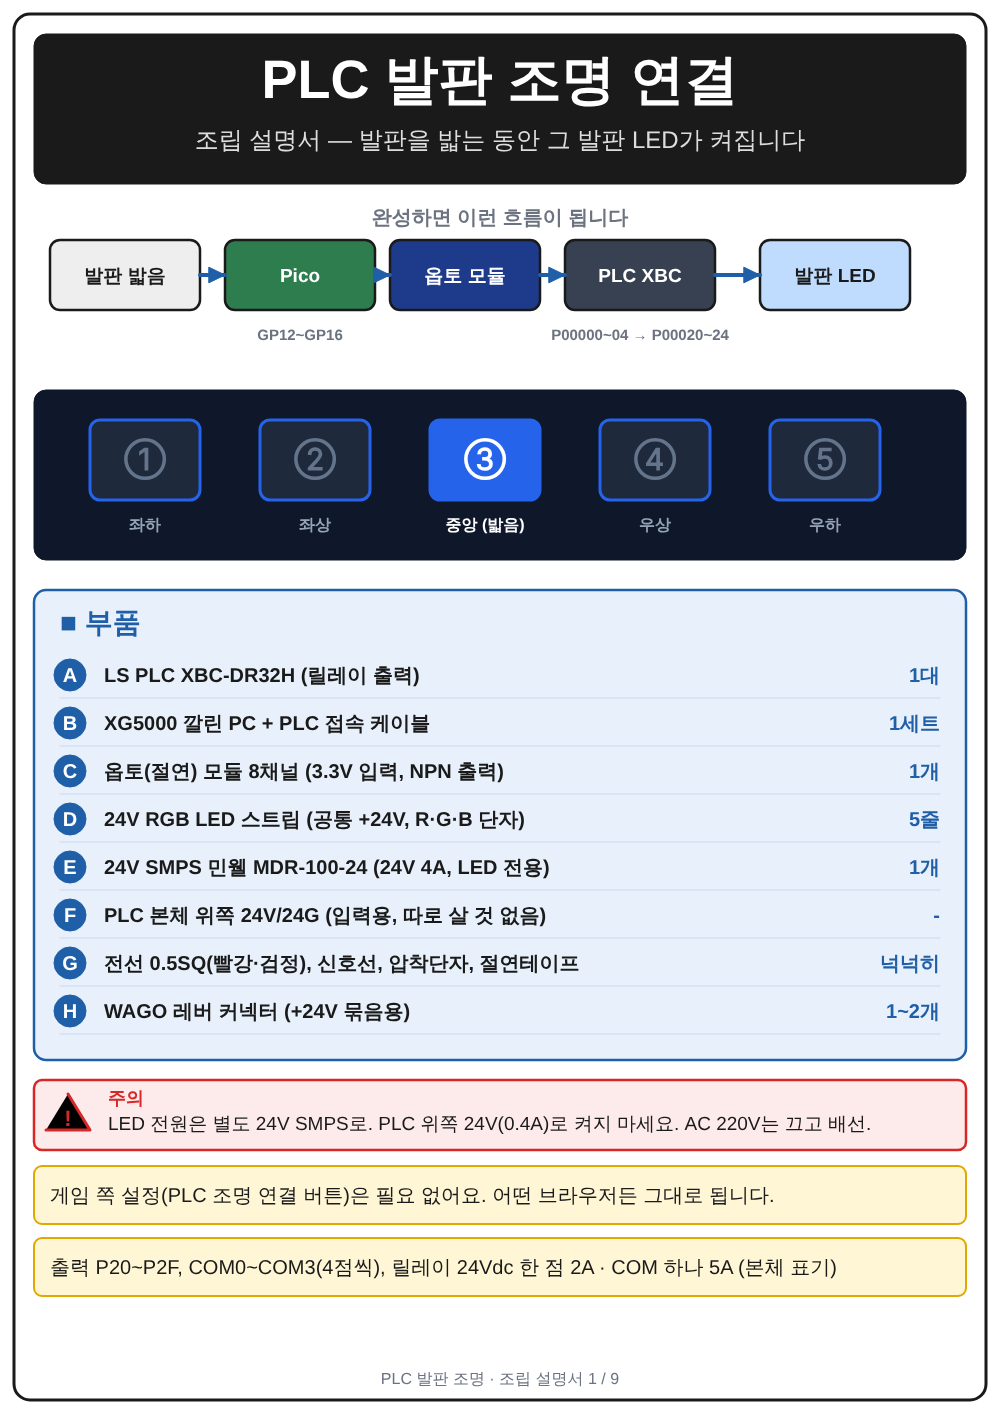 PLC 발판 조명 연결
조립 설명서 — 발판을 밟는 동안 그 발판 LED가 켜집니다
완성하면 이런 흐름이 됩니다
발판 밟음
Pico
옵토 모듈
PLC XBC
발판 LED
GP12~GP16
P00000~04 → P00020~24
①
②
③
④
⑤
좌하
좌상
중앙 (밟음)
우상
우하
■ 부품
A LS PLC XBC-DR32H (릴레이 출력) 1대
B XG5000 깔린 PC + PLC 접속 케이블 1세트
C 옵토(절연) 모듈 8채널 (3.3V 입력, NPN 출력) 1개
D 24V RGB LED 스트립 (공통 +24V, R·G·B 단자) 5줄
E 24V SMPS 민웰 MDR-100-24 (24V 4A, LED 전용) 1개
F PLC 본체 위쪽 24V/24G (입력용, 따로 살 것 없음) -
G 전선 0.5SQ(빨강·검정), 신호선, 압착단자, 절연테이프 넉넉히
H WAGO 레버 커넥터 (+24V 묶음용) 1~2개
주의
! LED 전원은 별도 24V SMPS로. PLC 위쪽 24V(0.4A)로 켜지 마세요. AC 220V는 끄고 배선.
게임 쪽 설정(PLC 조명 연결 버튼)은 필요 없어요. 어떤 브라우저든 그대로 됩니다.
출력 P20~P2F, COM0~COM3(4점씩), 릴레이 24Vdc 한 점 2A · COM 하나 5A (본체 표기)
PLC 발판 조명 · 조립 설명서 1 / 9